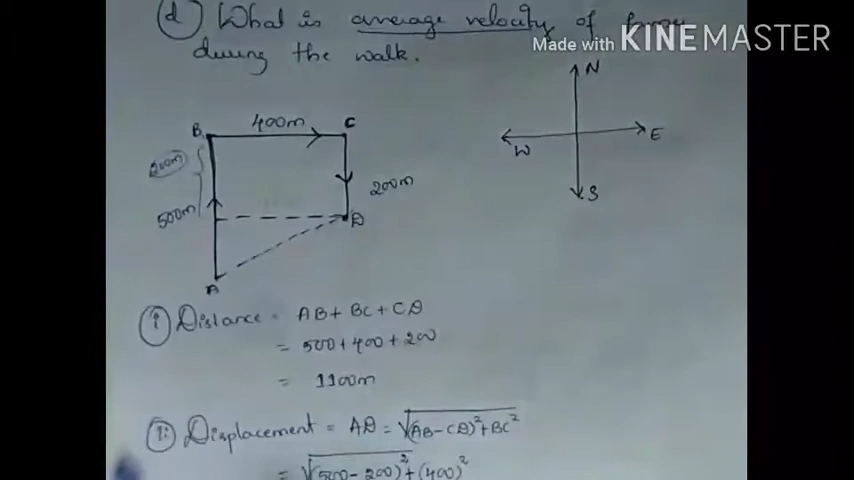 (d) What is average velocity of
during the walk.
Made with KINEMASTER
N
W E
S
B 400m C
200m
500m
200m
D
A
(i) Distance = AB + BC + CD
= 500 + 400 + 200
= 1100m
(ii) Displacement = AD = √(AB - CD)² + BC²
= √(500 - 200)² + (400)²